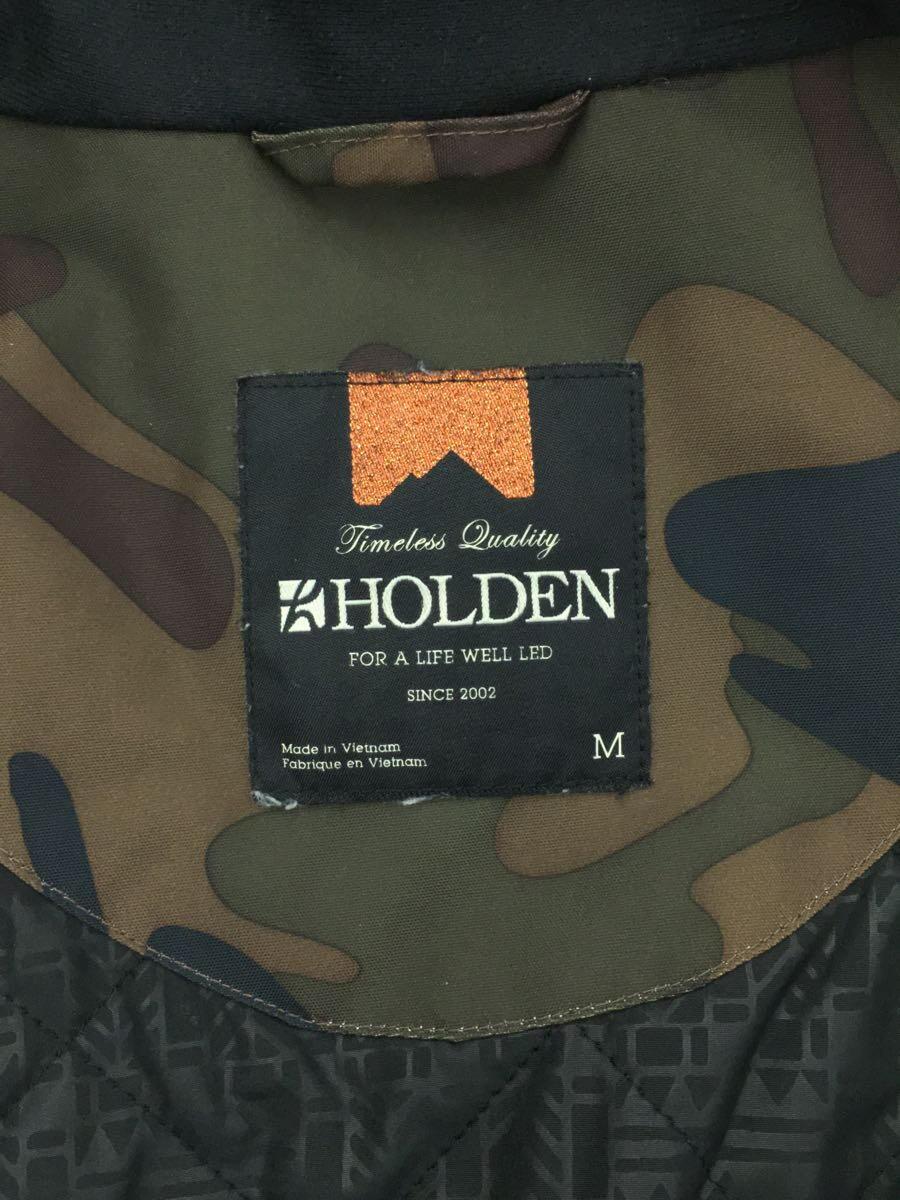 Timeless Quality
HOLDEN
FOR A LIFE WELL LED
SINCE 2002
Made in Vietnam
Fabrique en Vietnam
M